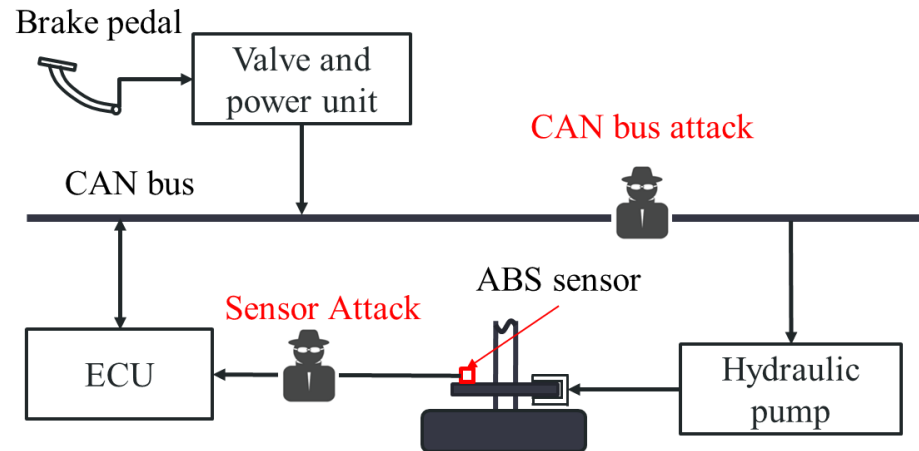 Brake pedal
Valve and
power unit
CAN bus attack
CAN bus
ABS sensor
Sensor Attack
ECU
Hydraulic
pump